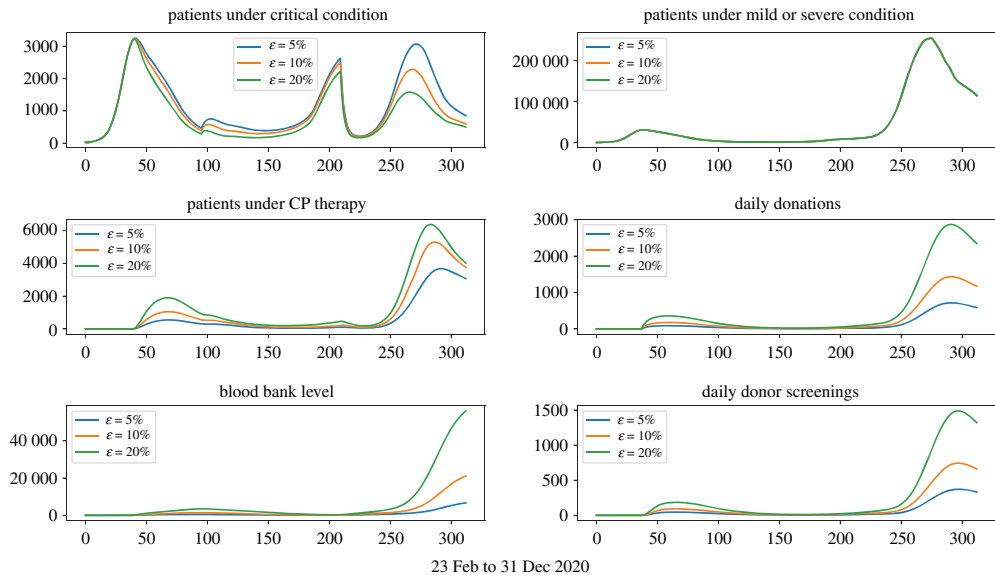 patients under critical condition
3000
2000
1000
0
0 50 100 150 200 250 300
ε = 5%
ε = 10%
ε = 20%
patients under mild or severe condition
200 000
100 000
0
0 50 100 150 200 250 300
ε = 5%
ε = 10%
ε = 20%
patients under CP therapy
6000
4000
2000
0
0 50 100 150 200 250 300
ε = 5%
ε = 10%
ε = 20%
daily donations
3000
2000
1000
0
0 50 100 150 200 250 300
ε = 5%
ε = 10%
ε = 20%
blood bank level
40 000
20 000
0
0 50 100 150 200 250 300
ε = 5%
ε = 10%
ε = 20%
daily donor screenings
1500
1000
500
0
0 50 100 150 200 250 300
ε = 5%
ε = 10%
ε = 20%
23 Feb to 31 Dec 2020